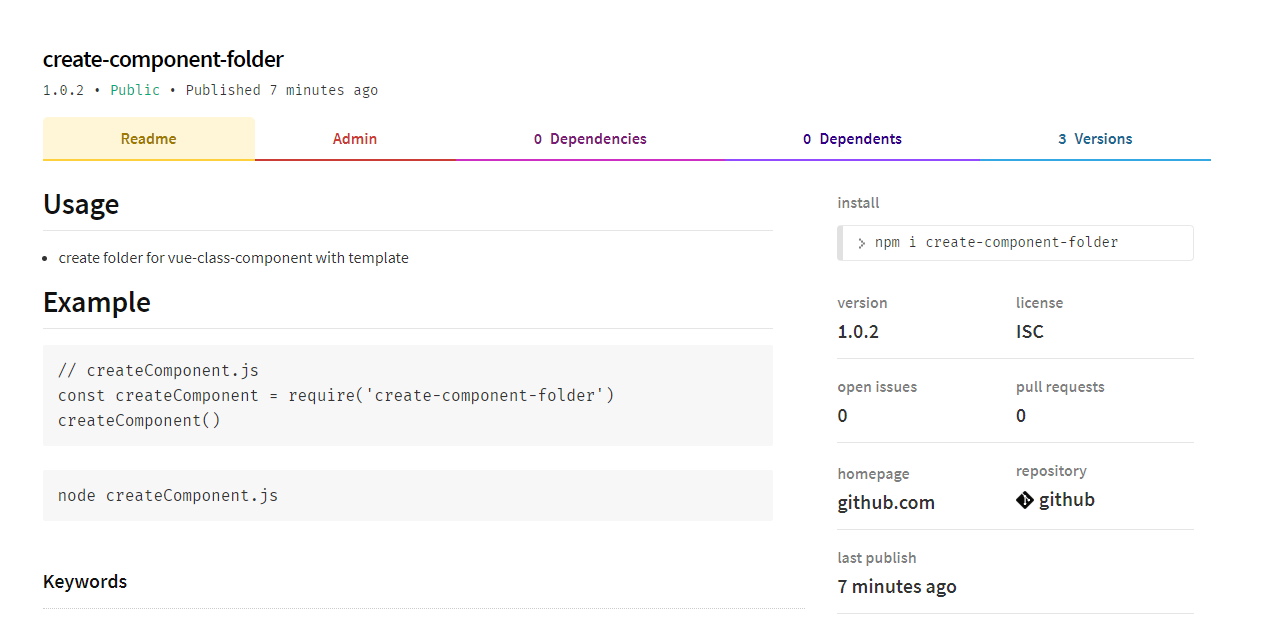 create-component-folder
1.0.2 • Public • Published 7 minutes ago
Readme
Admin
0 Dependencies
0 Dependents
3 Versions
Usage
• create folder for vue-class-component with template
Example
// createComponent.js
const createComponent = require('create-component-folder')
createComponent()
node createComponent.js
Keywords
install
> npm i create-component-folder
version
1.0.2
license
ISC
open issues
0
pull requests
0
homepage
github.com
repository
github
last publish
7 minutes ago